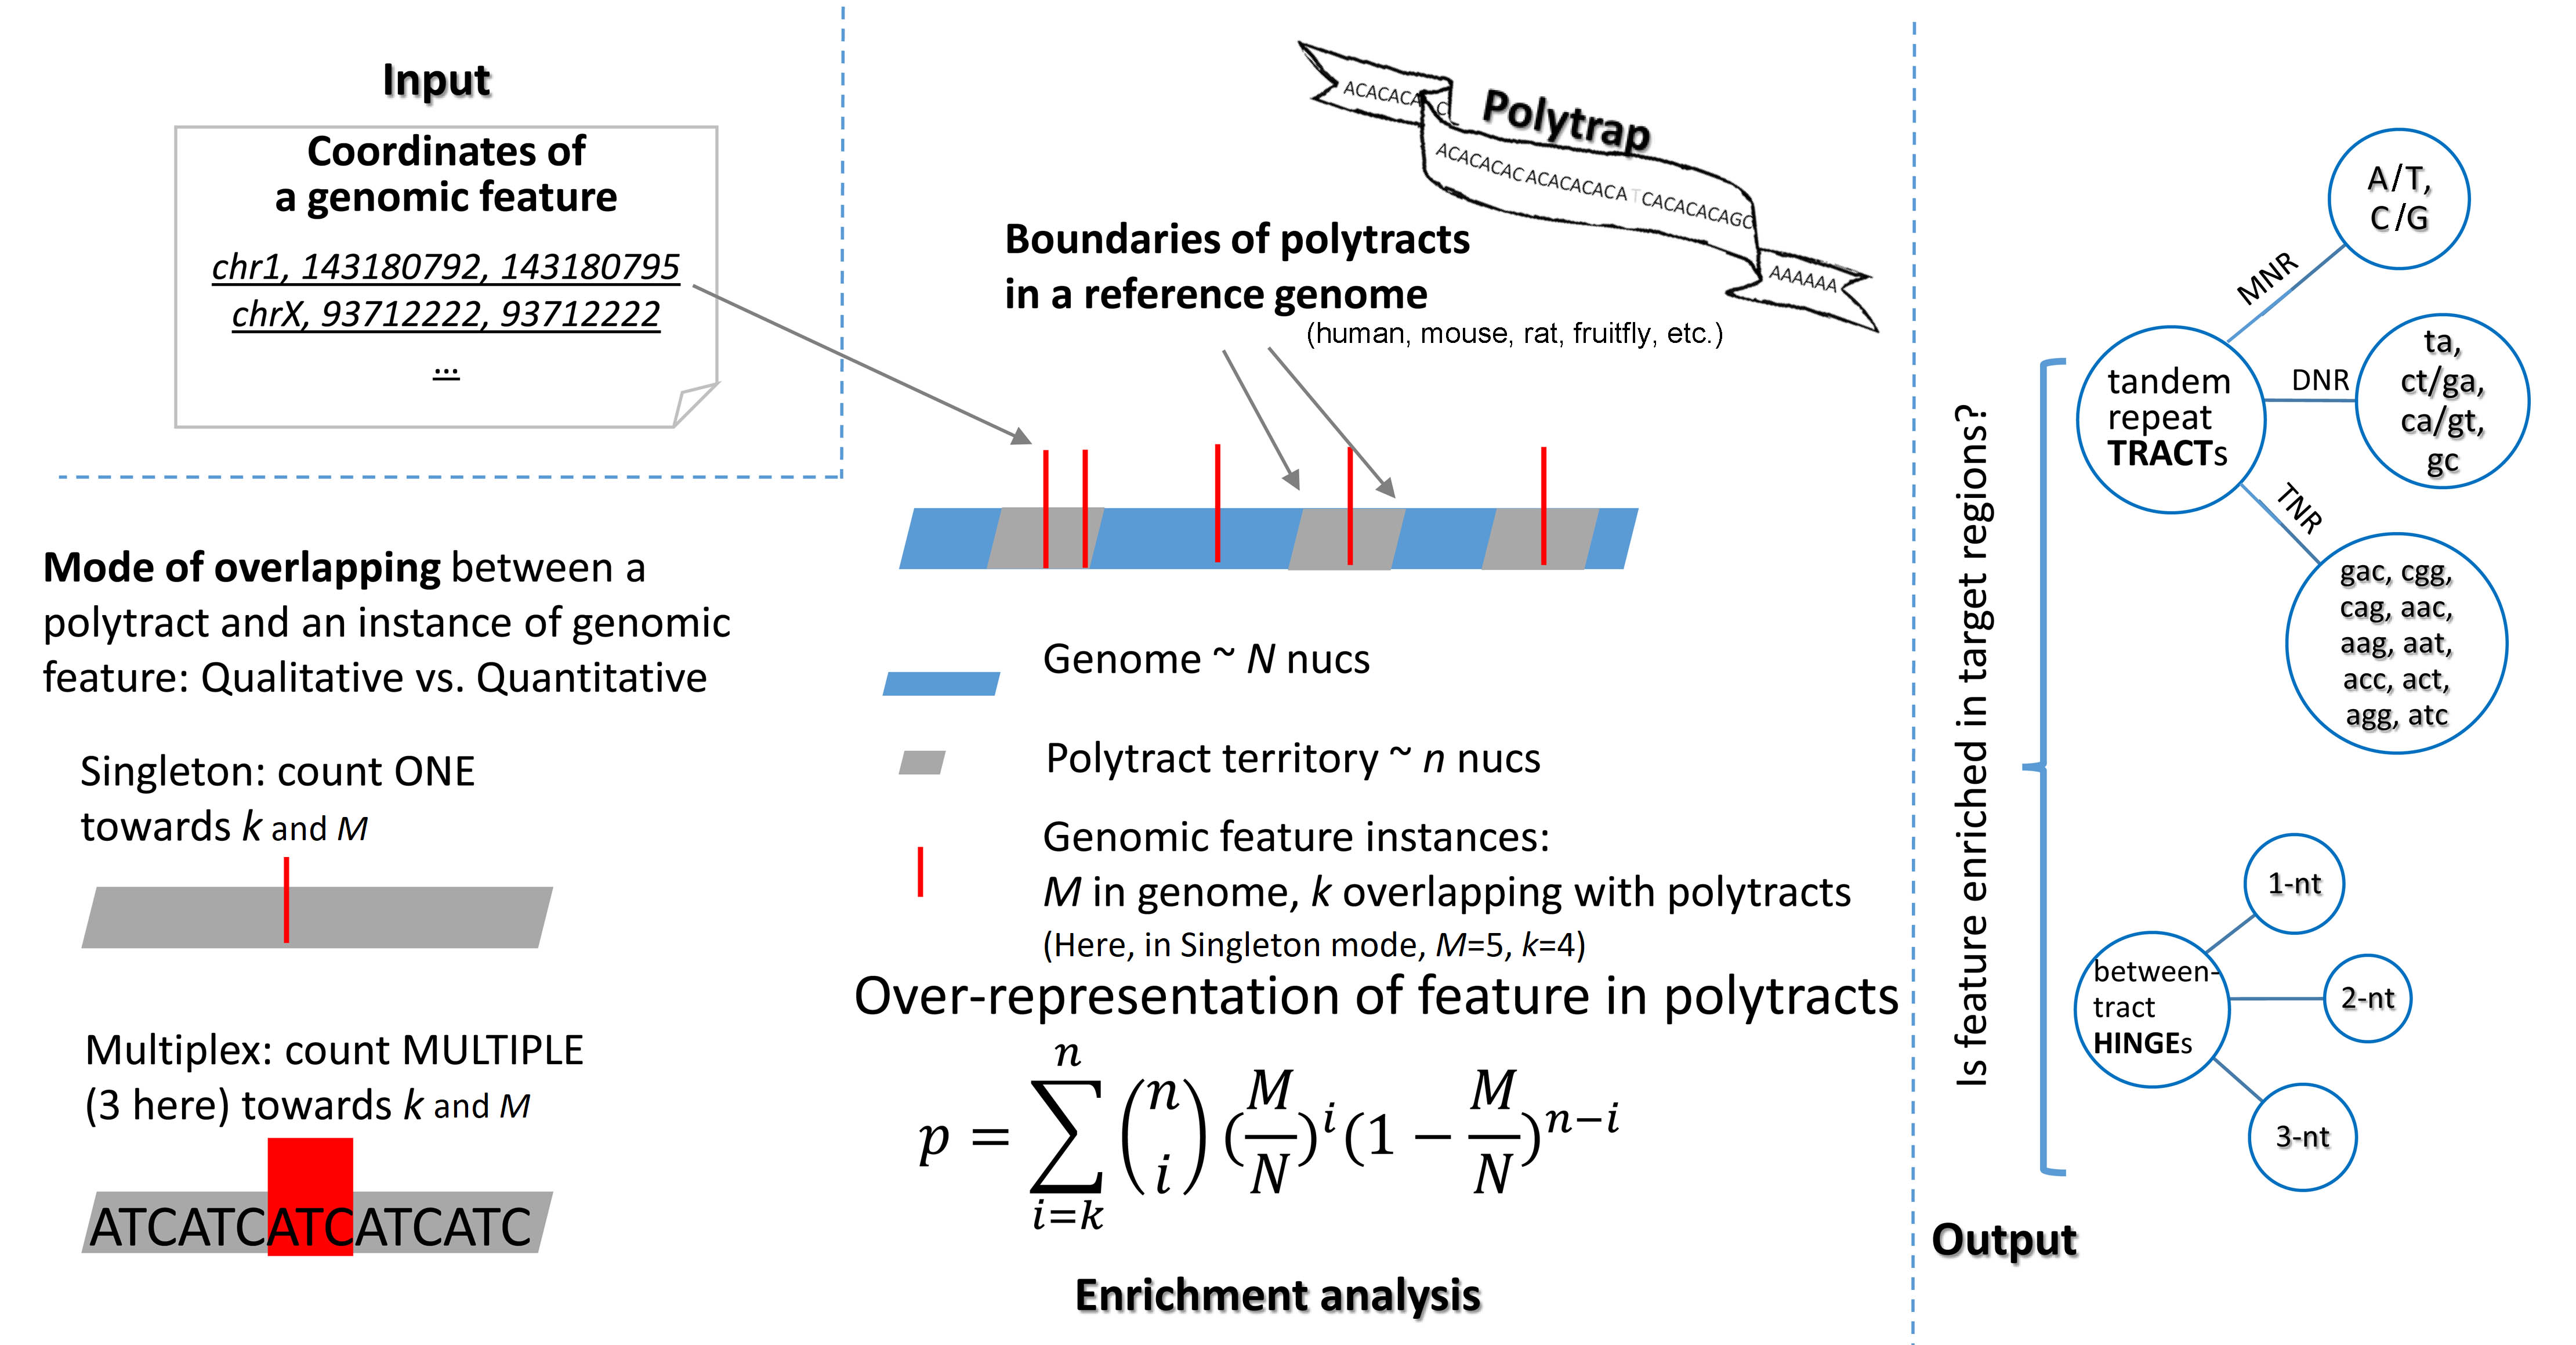 Input
Coordinates of
a genomic feature
chr1, 143180792, 143180795
chrX, 93712222, 93712222
...
Mode of overlapping between a
polytract and an instance of genomic
feature: Qualitative vs. Quantitative
Singleton: count ONE
towards k and M
Multiplex: count MULTIPLE
(3 here) towards k and M
ATCATCATCATCATC
Polytrap
ACACACA C
ACACACAC ACACACACA TCACACACAGC
AAAAAA
Boundaries of polytracts
in a reference genome
(human, mouse, rat, fruitfly, etc.)
Genome ~ N nucs
Polytract territory ~ n nucs
Genomic feature instances:
M in genome, k overlapping with polytracts
(Here, in Singleton mode, M=5, k=4)
Over-representation of feature in polytracts
p = ∑_{i=k}^{n} (n i) (M/N)^i (1 − M/N)^{n−i}
Enrichment analysis
Is feature enriched in target regions?
tandem
repeat
TRACTs
MNR
A/T,
C/G
DNR
ta,
ct/ga,
ca/gt,
gc
TNR
gac, cgg,
cag, aac,
aag, aat,
acc, act,
agg, atc
between-
tract
HINGEs
1-nt
2-nt
3-nt
Output